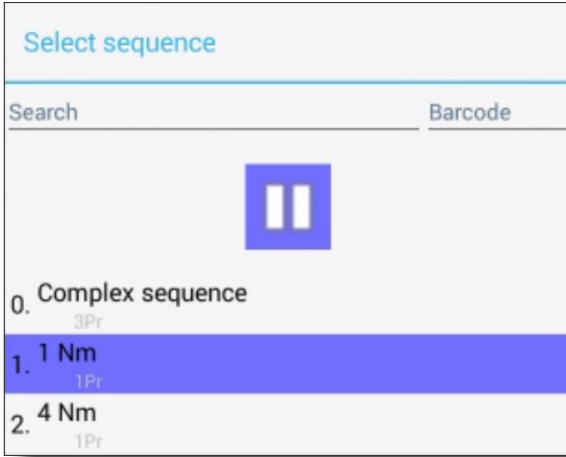 Select sequence
Search Barcode
0. Complex sequence
3Pr
1. 1 Nm
1Pr
2. 4 Nm
1Pr